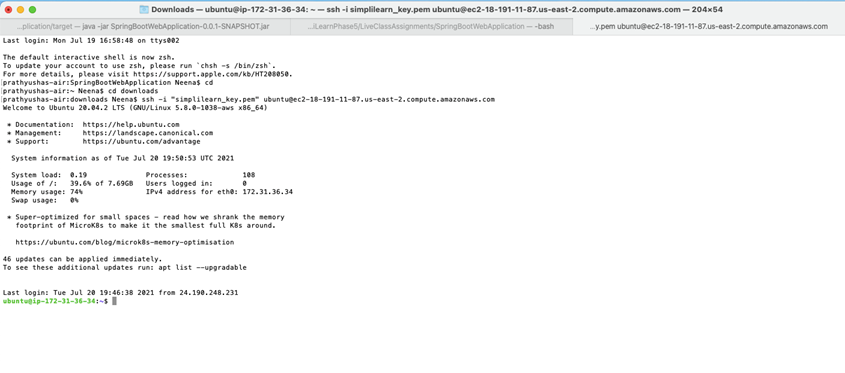 Downloads — ubuntu@ip-172-31-36-34: ~ — ssh -i simplilearn_key.pem ubuntu@ec2-18-191-11-87.us-east-2.compute.amazonaws.com — 204×54
...plication/target — java -jar SpringBootWebApplication-0.0.1-SNAPSHOT.jar
...iLearnPhase5/LiveClassAssignments/SpringBootWebApplication — -bash
...y.pem ubuntu@ec2-18-191-11-87.us-east-2.compute.amazonaws.com
Last login: Mon Jul 19 16:58:48 on ttys002
The default interactive shell is now zsh.
To update your account to use zsh, please run `chsh -s /bin/zsh`.
For more details, please visit https://support.apple.com/kb/HT208050.
prathyushas-air:SpringBootWebApplication Neena$ cd
prathyushas-air:~ Neena$ cd downloads
prathyushas-air:downloads Neena$ ssh -i "simplilearn_key.pem" ubuntu@ec2-18-191-11-87.us-east-2.compute.amazonaws.com
Welcome to Ubuntu 20.04.2 LTS (GNU/Linux 5.8.0-1038-aws x86_64)
* Documentation:  https://help.ubuntu.com
* Management:     https://landscape.canonical.com
* Support:        https://ubuntu.com/advantage
System information as of Tue Jul 20 19:50:53 UTC 2021
System load:  0.19              Processes:             108
Usage of /:   39.6% of 7.69GB   Users logged in:       0
Memory usage: 74%               IPv4 address for eth0: 172.31.36.34
Swap usage:   0%
* Super-optimized for small spaces - read how we shrank the memory
footprint of MicroK8s to make it the smallest full K8s around.
https://ubuntu.com/blog/microk8s-memory-optimisation
46 updates can be applied immediately.
To see these additional updates run: apt list --upgradable
Last login: Tue Jul 20 19:46:38 2021 from 24.190.248.231
ubuntu@ip-172-31-36-34:~$